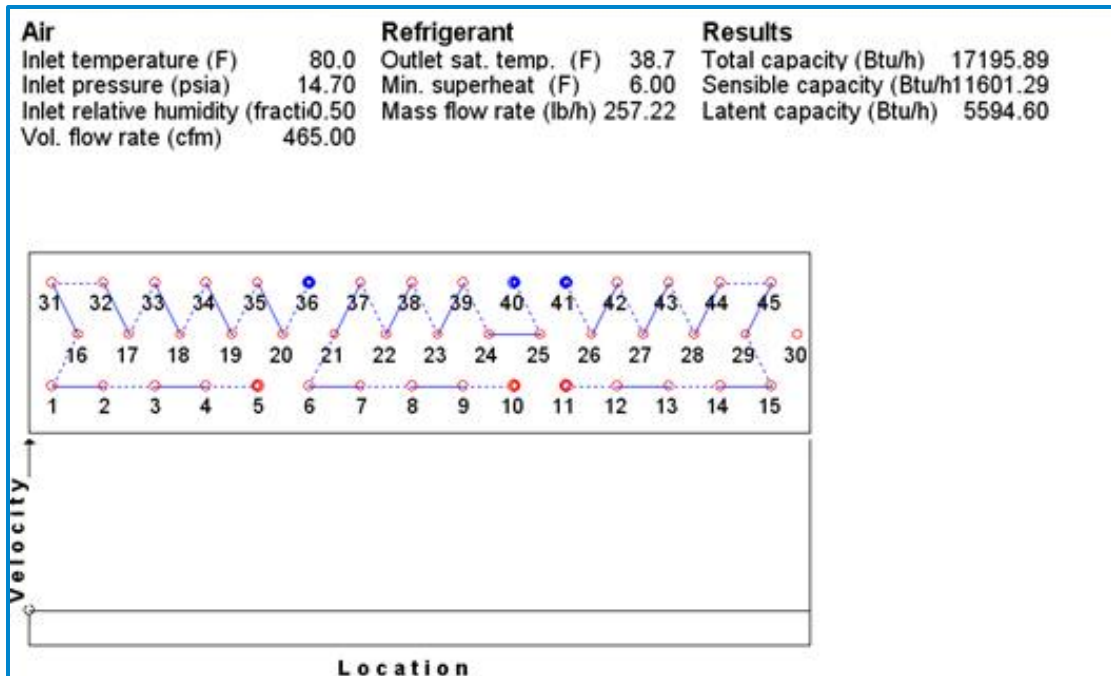 Air Refrigerant Results
Inlet temperature (F) 80.0 Outlet sat. temp. (F) 38.7 Total capacity (Btu/h) 17195.89
Inlet pressure (psia) 14.70 Min. superheat (F) 6.00 Sensible capacity (Btu/h11601.29
Inlet relative humidity (fracti0.50 Mass flow rate (lb/h) 257.22 Latent capacity (Btu/h) 5594.60
Vol. flow rate (cfm) 465.00
31 32 33 34 35 36 37 38 39 40 41 42 43 44 45
16 17 18 19 20 21 22 23 24 25 26 27 28 29 30
1 2 3 4 5 6 7 8 9 10 11 12 13 14 15
Velocity
Location